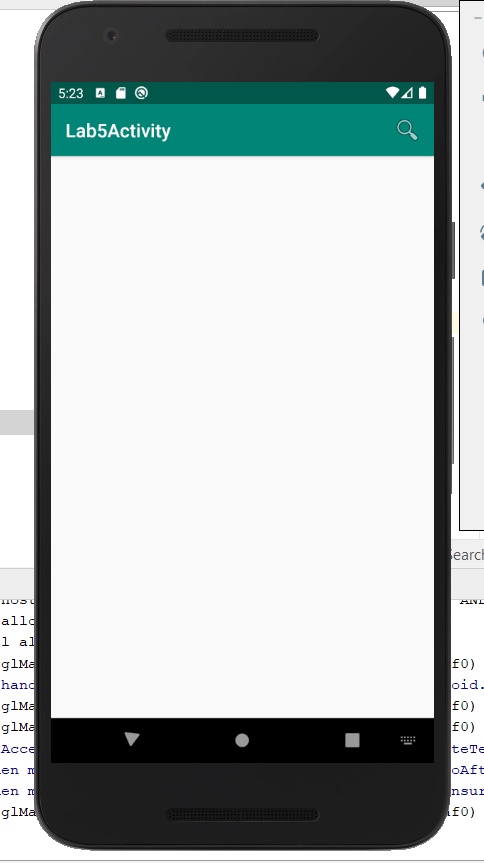 5:23
Lab5Activity
Search
allo
l al
glMa f0)
hand oid.
glMa f0)
glMa f0)
Acce teTe
en m oAft
en m nsur
glMa f0)